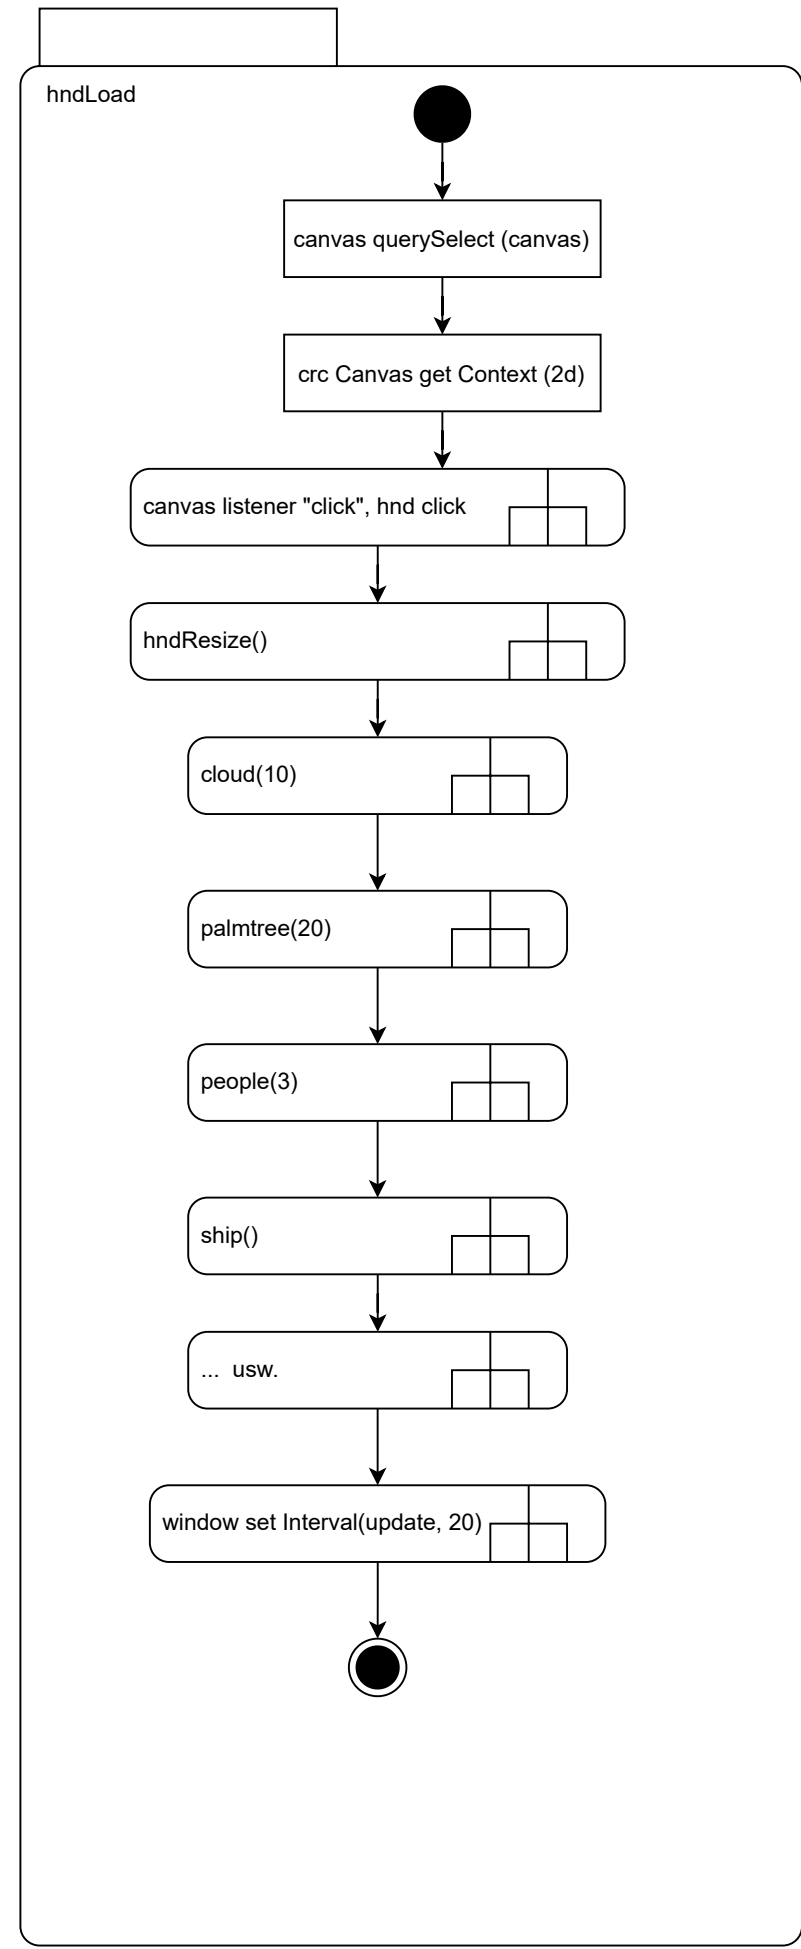 hndLoad
canvas querySelect (canvas)
crc Canvas get Context (2d)
canvas listener "click", hnd click
hndResize()
cloud(10)
palmtree(20)
people(3)
ship()
...  usw.
window set Interval(update, 20)